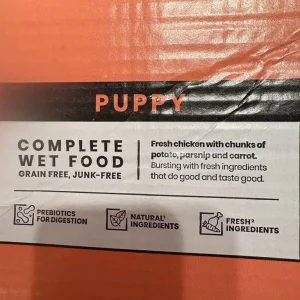 PUPPY
COMPLETE
WET FOOD
GRAIN FREE, JUNK-FREE
Fresh chicken with chunks of
potato, parsnip and carrot.
Bursting with fresh ingredients
that do good and taste good.
PREBIOTICS
FOR DIGESTION
NATURAL¹
INGREDIENTS
FRESH²
INGREDIENTS